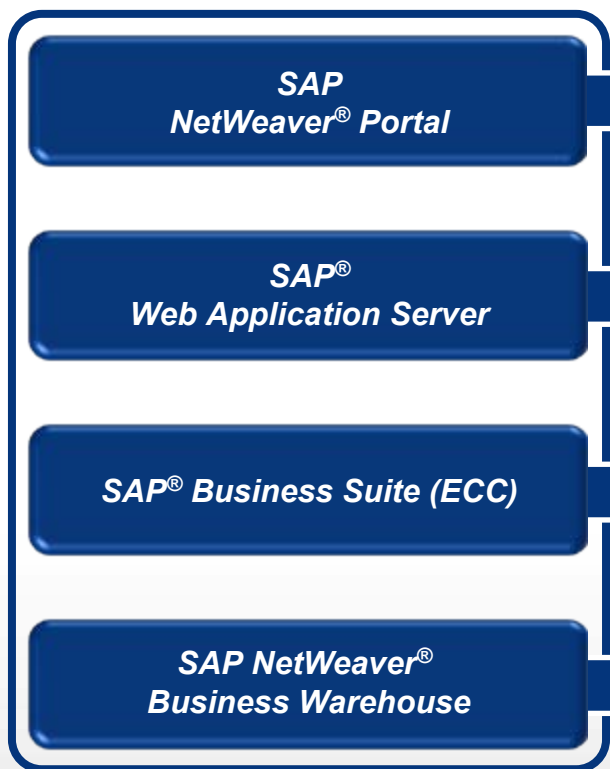 SAP
NetWeaver® Portal
SAP®
Web Application Server
SAP® Business Suite (ECC)
SAP NetWeaver®
Business Warehouse